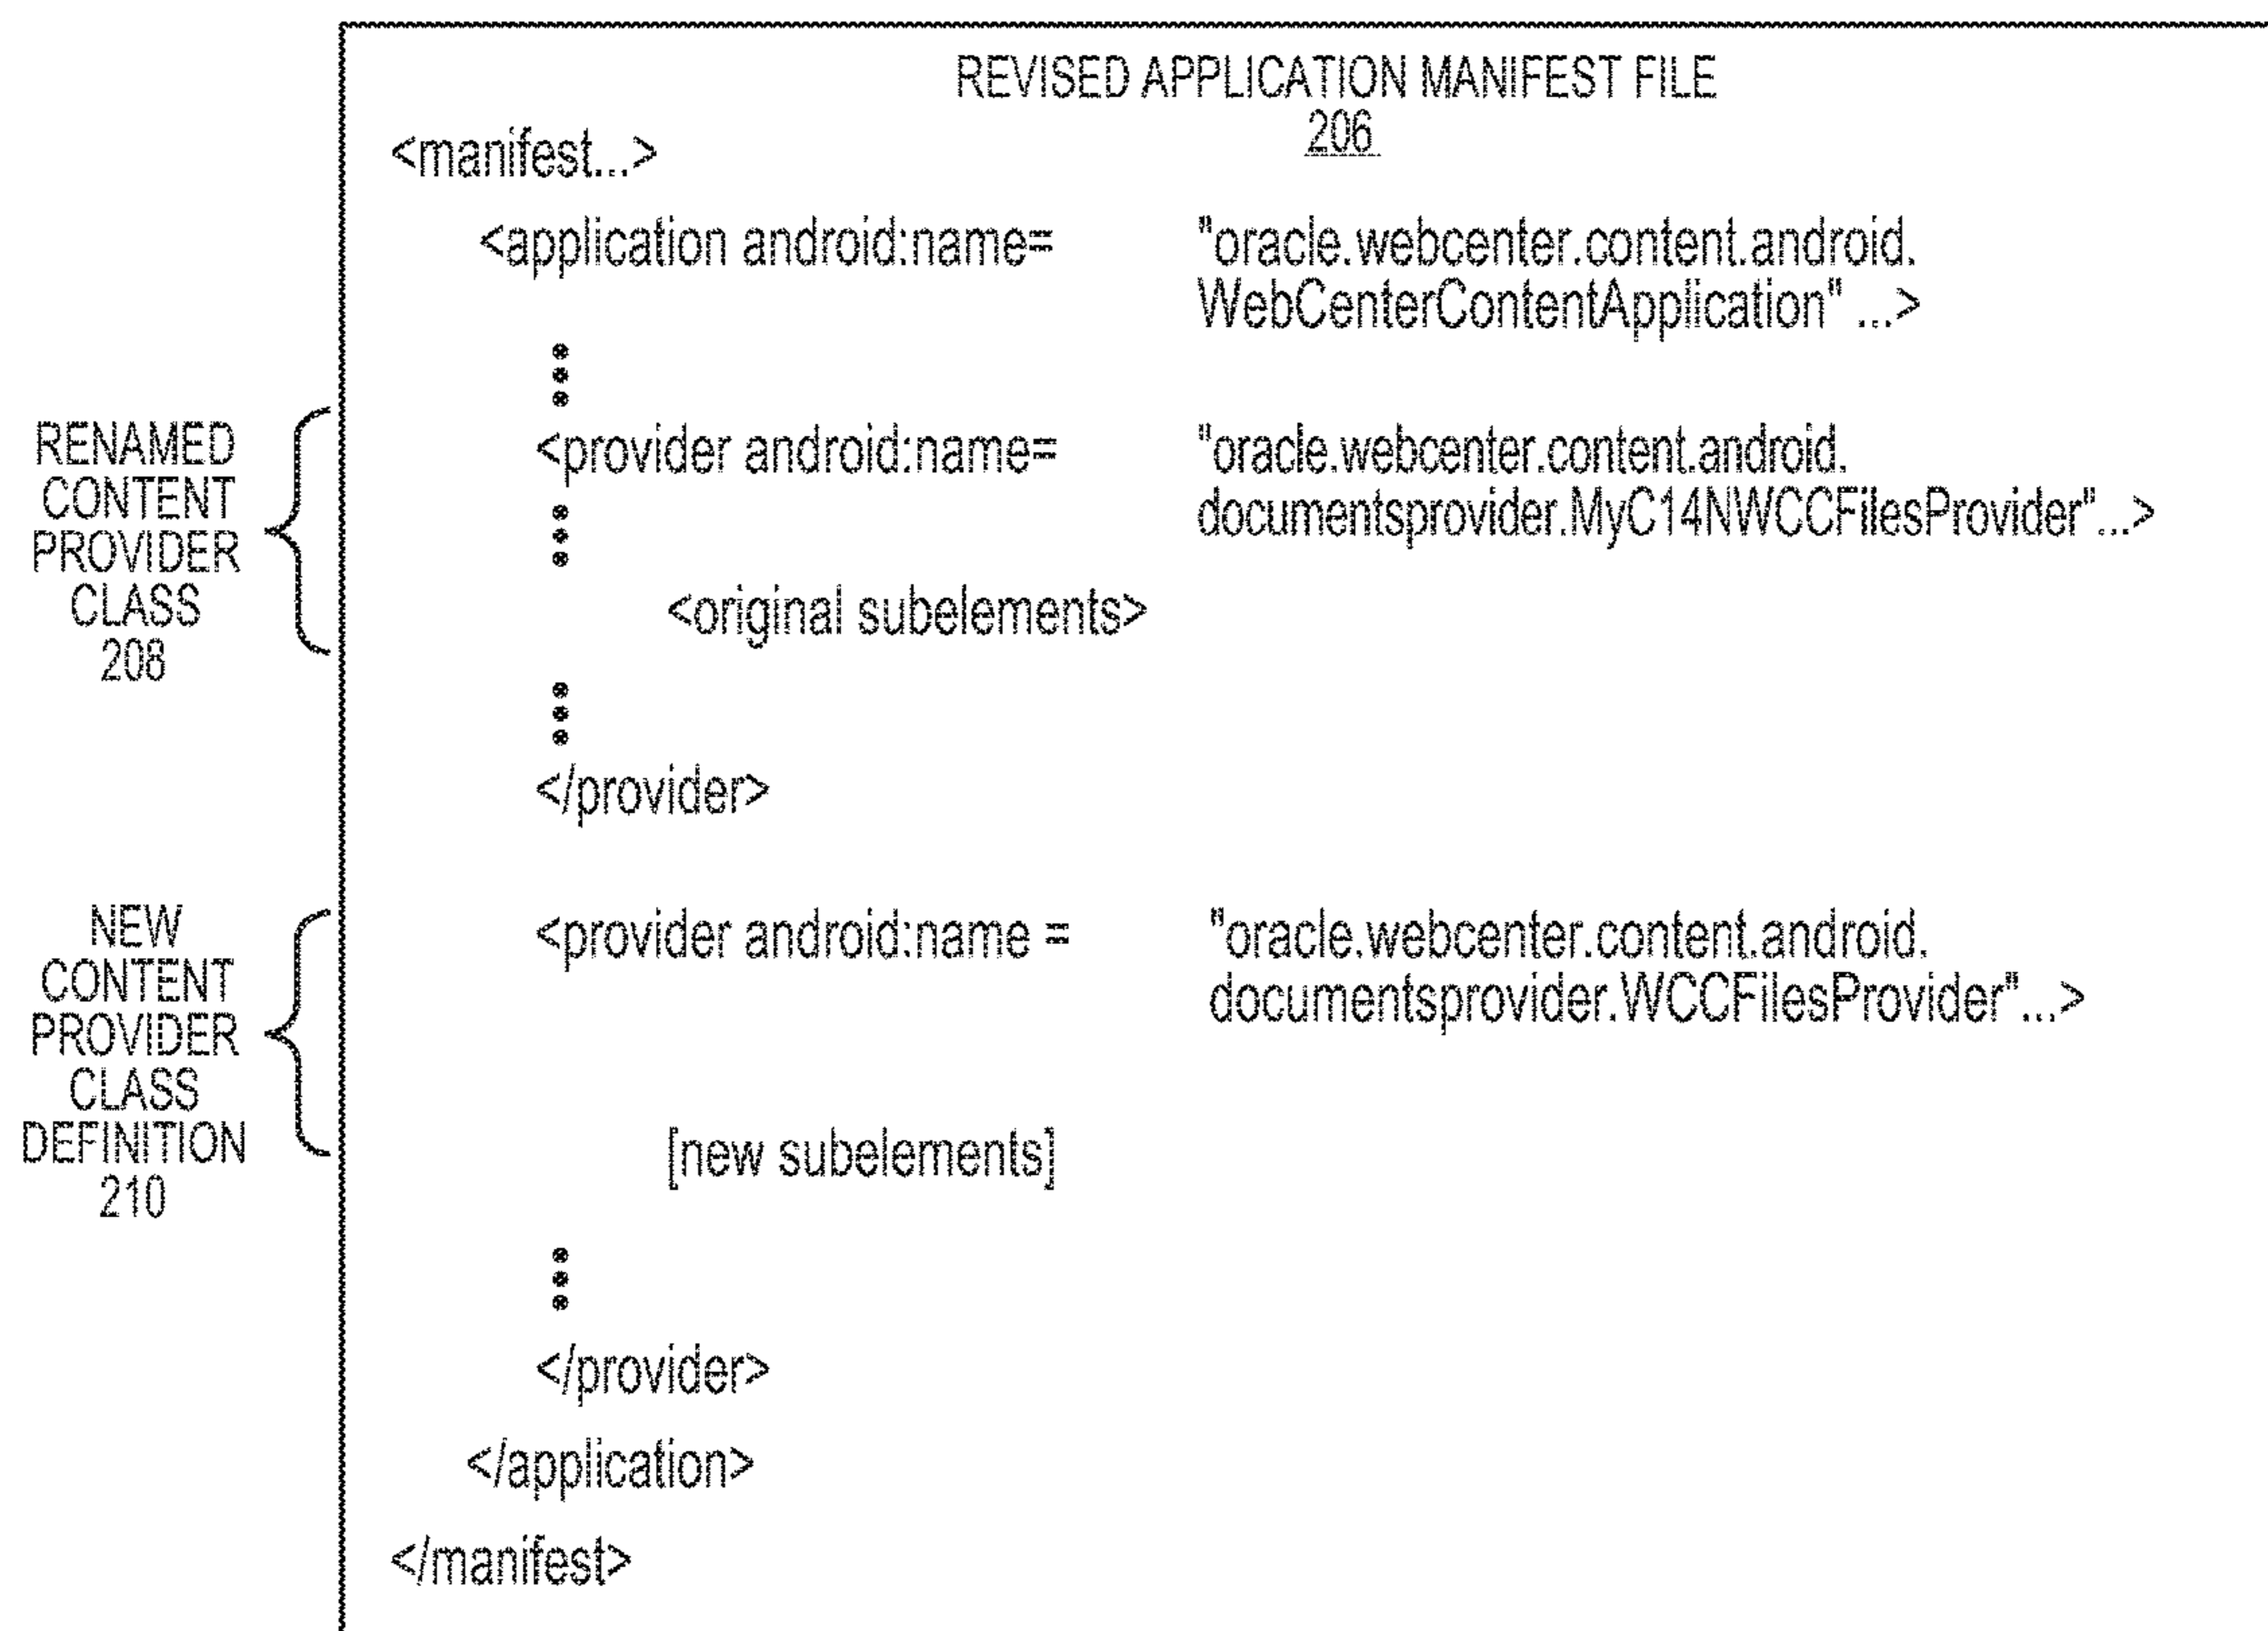 REVISED APPLICATION MANIFEST FILE
206
<manifest...>
<application android:name= "oracle.webcenter.content.android.
WebCenterContentApplication" ...>
RENAMED
CONTENT
PROVIDER
CLASS
208
<provider android:name= "oracle.webcenter.content.android.
documentsprovider.MyC14NWCCFilesProvider"...>
<original subelements>
</provider>
NEW
CONTENT
PROVIDER
CLASS
DEFINITION
210
<provider android:name = "oracle.webcenter.content.android.
documentsprovider.WCCFilesProvider"...>
[new subelements]
</provider>
</application>
</manifest>